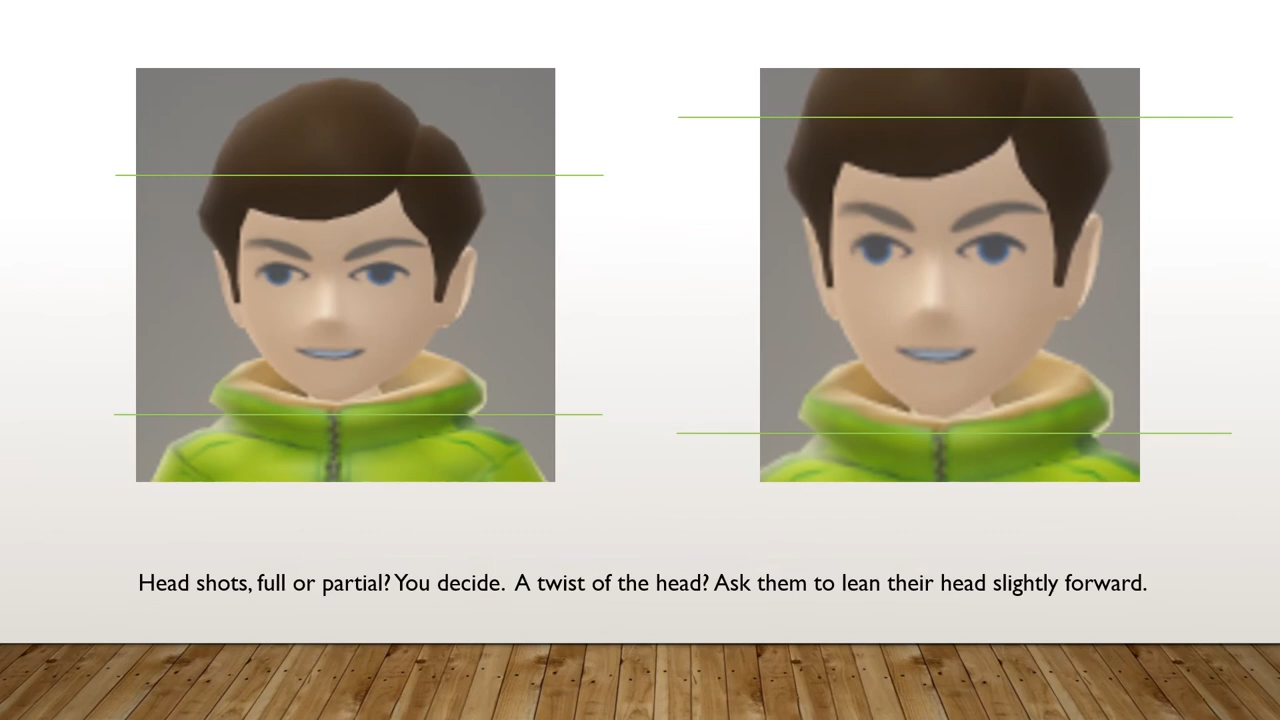 Head shots, full or partial? You decide.  A twist of the head? Ask them to lean their head slightly forward.